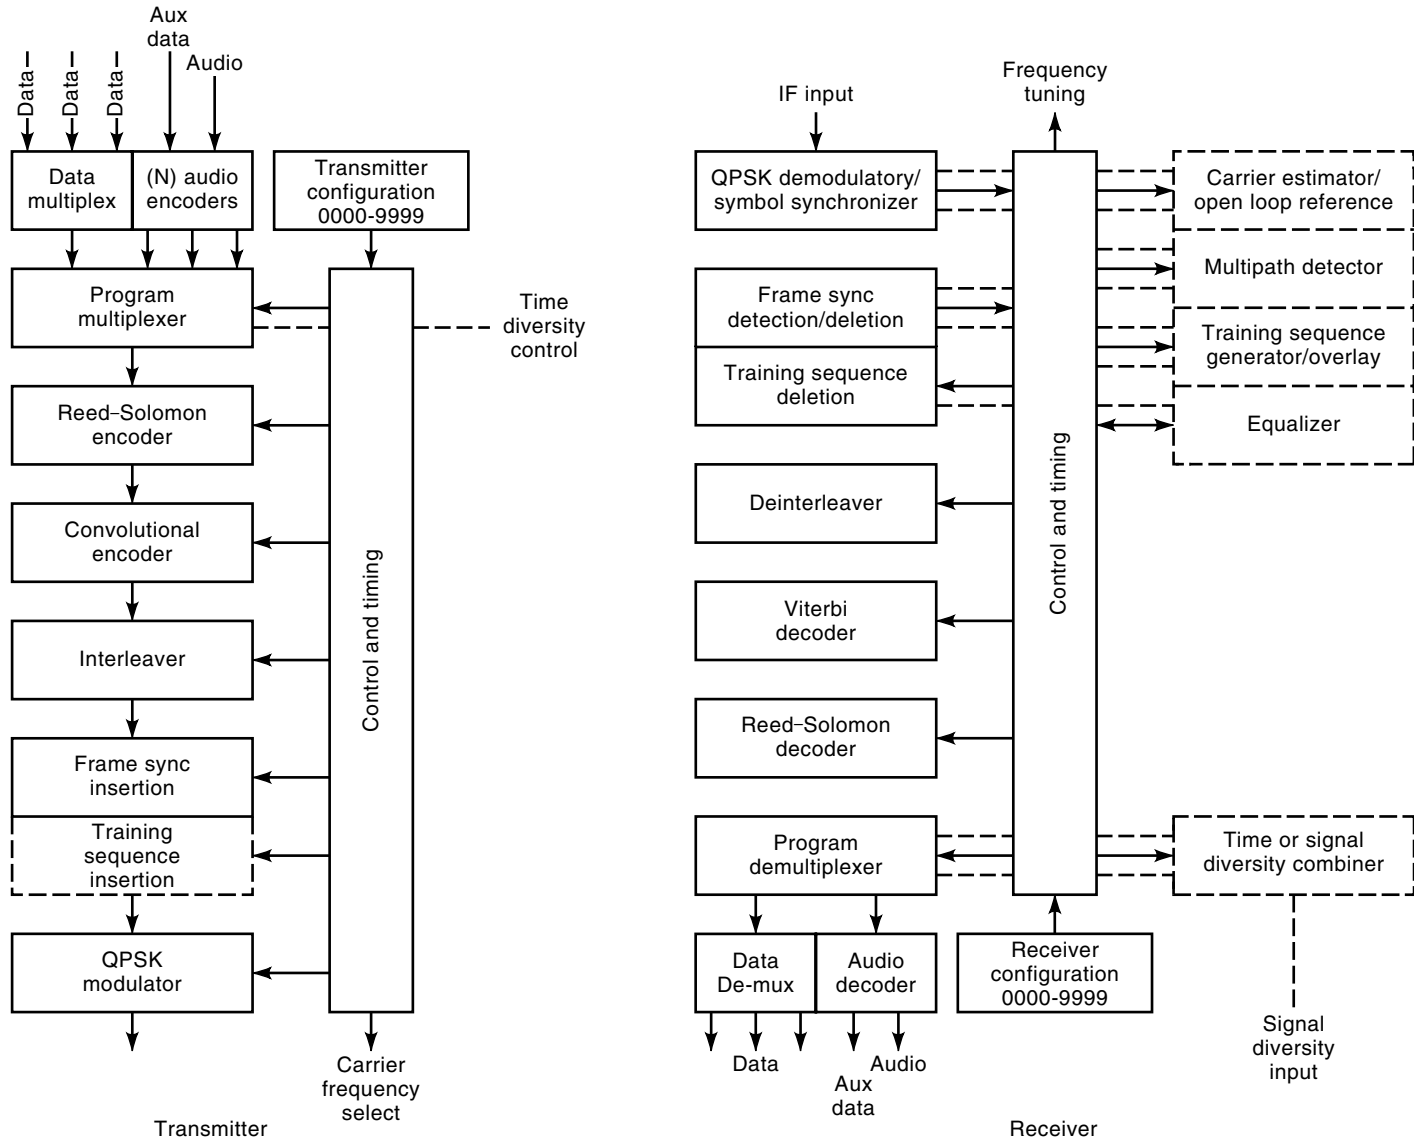 Aux
data
Audio
Data
Data
Data
Data
multiplex
(N) audio
encoders
Transmitter
configuration
0000-9999
Program
multiplexer
Time
diversity
control
Reed–Solomon
encoder
Convolutional
encoder
Interleaver
Frame sync
insertion
Training
sequence
insertion
QPSK
modulator
Control and timing
Carrier
frequency
select
Transmitter
IF input
Frequency
tuning
QPSK demodulatory/
symbol synchronizer
Frame sync
detection/deletion
Training sequence
deletion
Deinterleaver
Viterbi
decoder
Reed–Solomon
decoder
Program
demultiplexer
Data
De-mux
Audio
decoder
Data
Aux
data
Audio
Control and timing
Receiver
configuration
0000-9999
Carrier estimator/
open loop reference
Multipath detector
Training sequence
generator/overlay
Equalizer
Time or signal
diversity combiner
Signal
diversity
input
Receiver